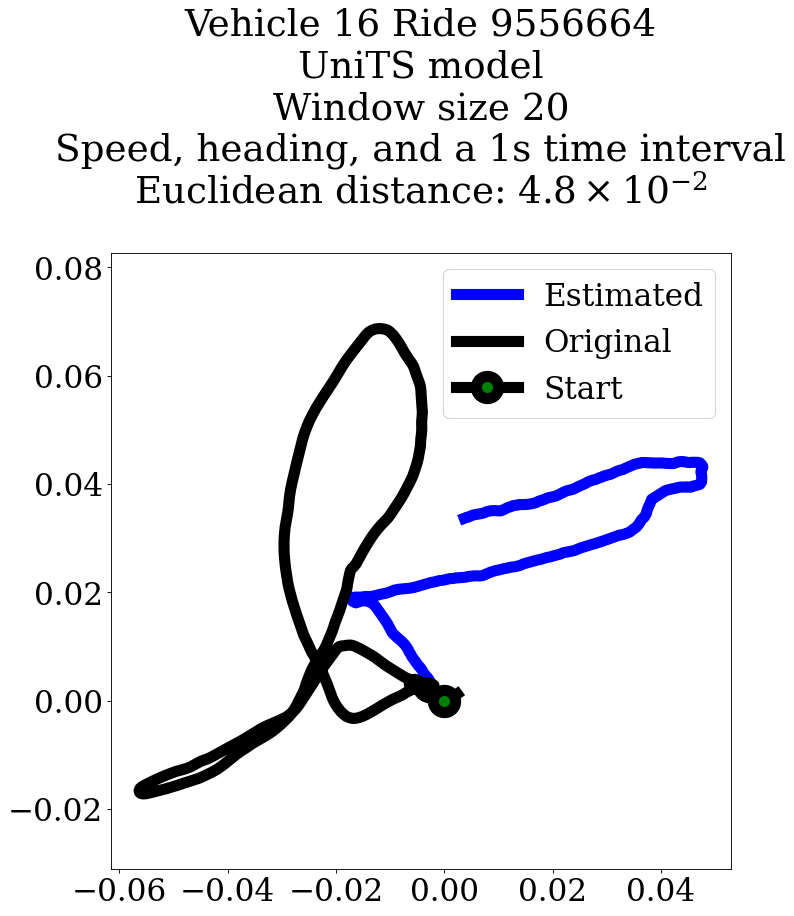 Vehicle 16 Ride 9556664
UniTS model
Window size 20
Speed, heading, and a 1s time interval
Euclidean distance: 4.8 × 10⁻²
0.08
Estimated
Original
Start
0.06
0.04
0.02
0.00
−0.02
−0.06 −0.04 −0.02 0.00 0.02 0.04